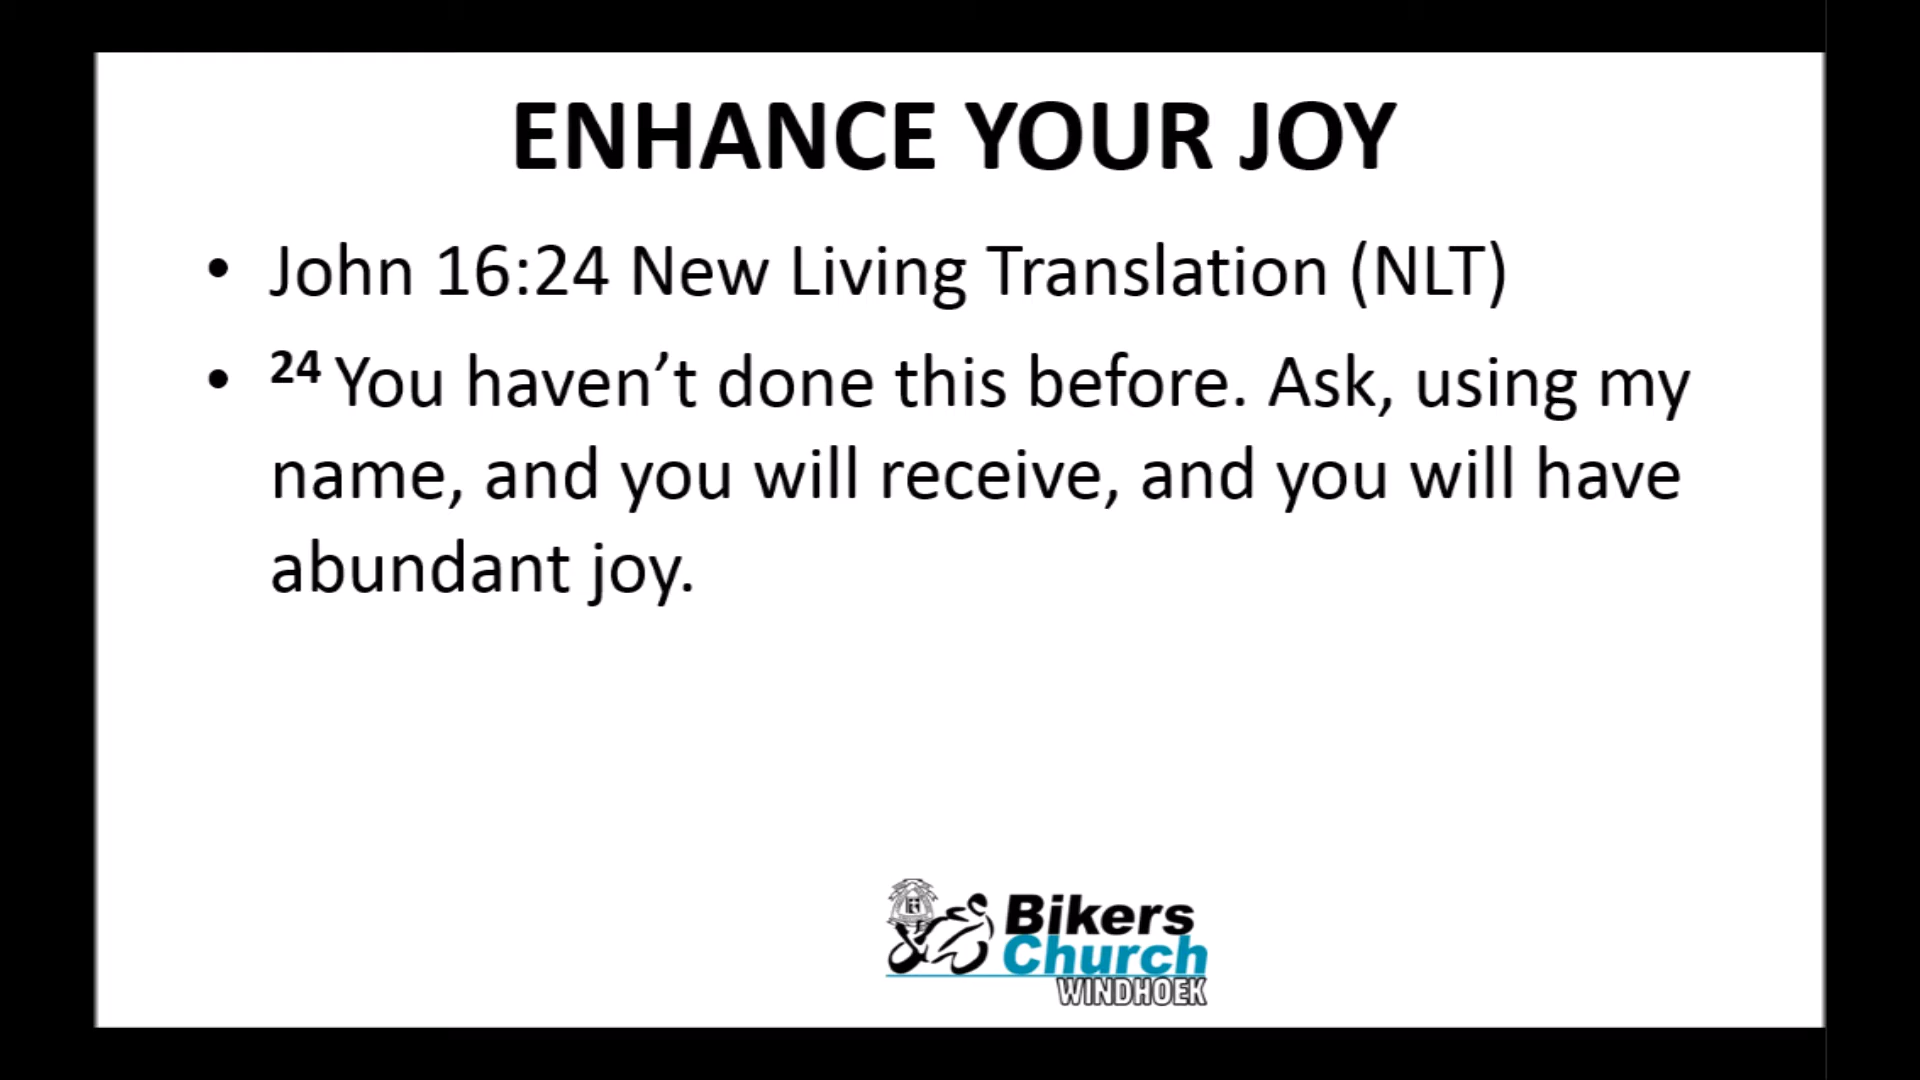 ENHANCE YOUR JOY
• John 16:24 New Living Translation (NLT)
• 24 You haven’t done this before. Ask, using my
name, and you will receive, and you will have
abundant joy.
Bikers
Church
WINDHOEK